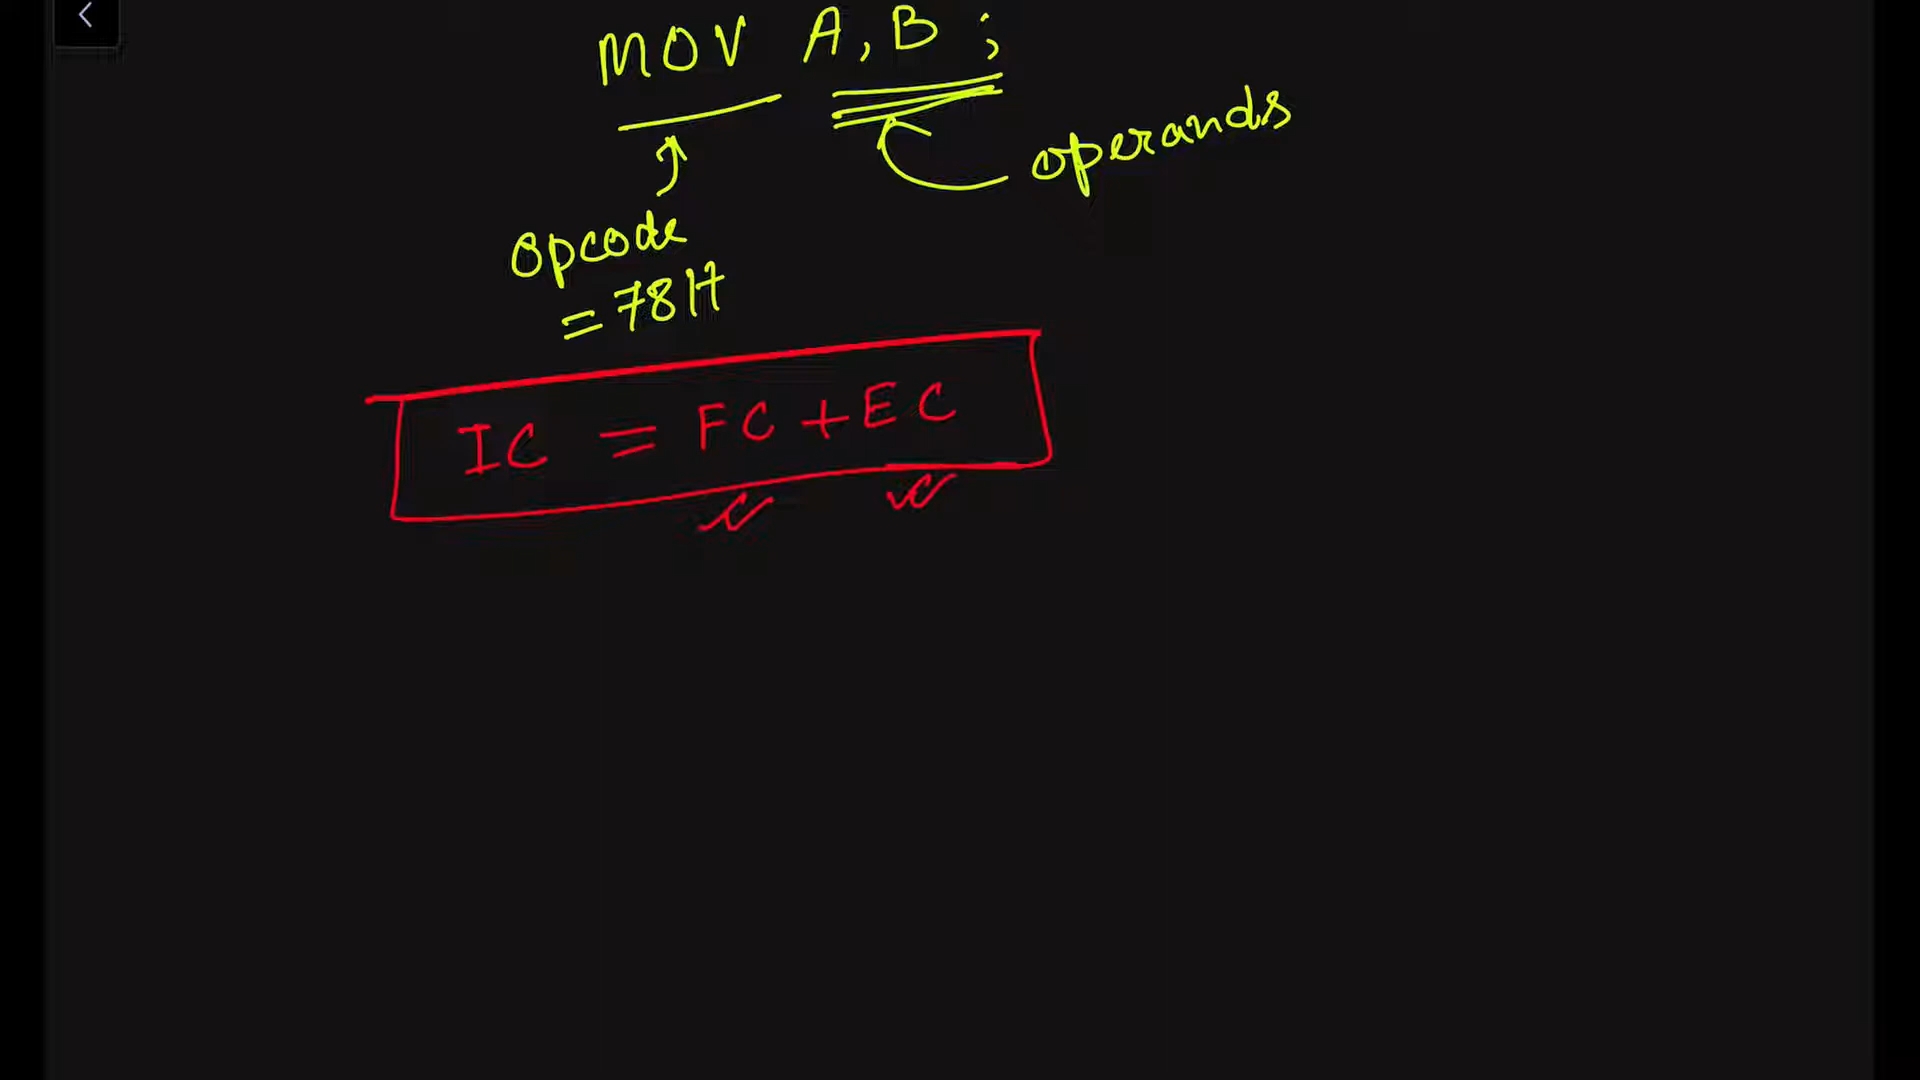 MOV A, B ;
operands
opcode
= 78H
IC = FC + EC